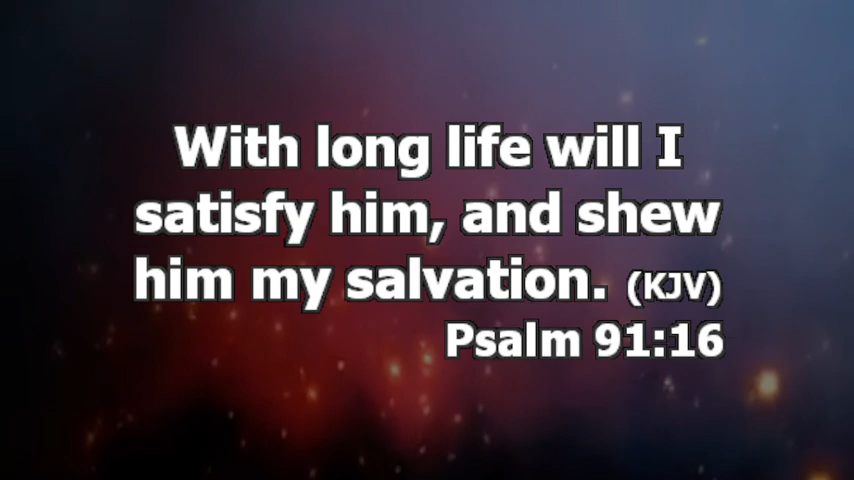 With long life will I
satisfy him, and shew
him my salvation. (KJV)
Psalm 91:16